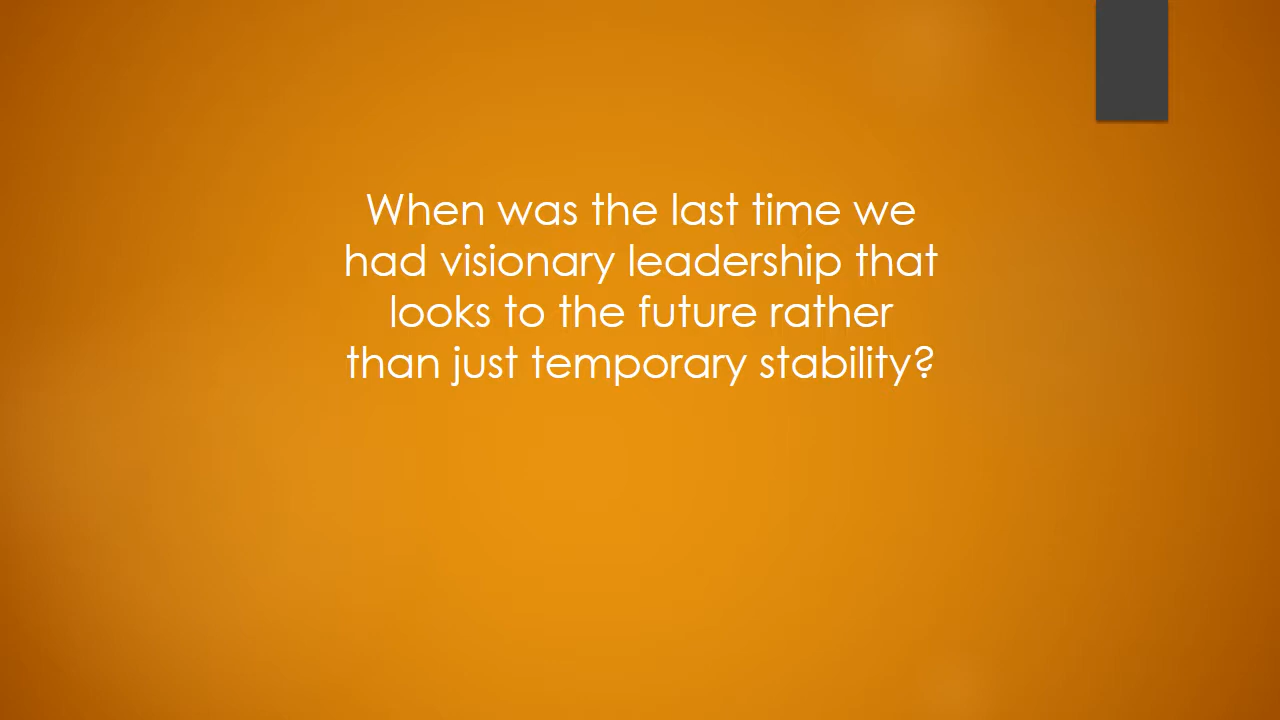 When was the last time we
had visionary leadership that
looks to the future rather
than just temporary stability?